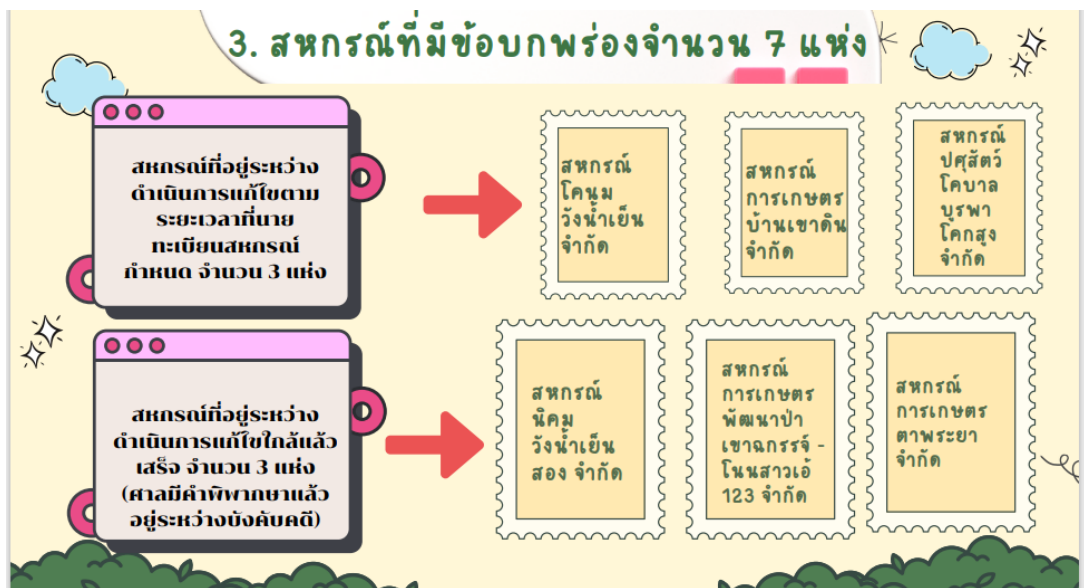 3. สหกรณ์ที่มีข้อบกพร่องจำนวน 7 แห่ง
สหกรณ์ที่อยู่ระหว่าง
ดำเนินการแก้ไขตาม
ระยะเวลาที่นาย
ทะเบียนสหกรณ์
กำหนด จำนวน 3 แห่ง
สหกรณ์
โคนม
วังน้ำเย็น
จำกัด
สหกรณ์
การเกษตร
บ้านเขาดิน
จำกัด
สหกรณ์
ปศุสัตว์
โคบาล
บูรพา
โคกสูง
จำกัด
สหกรณ์ที่อยู่ระหว่าง
ดำเนินการแก้ไขใกล้แล้ว
เสร็จ จำนวน 3 แห่ง
(ศาลมีคำพิพากษาแล้ว
อยู่ระหว่างบังคับคดี)
สหกรณ์
นิคม
วังน้ำเย็น
สอง จำกัด
สหกรณ์
การเกษตร
พัฒนาป่า
เขาฉกรรจ์ -
โนนสาวเอ้
123 จำกัด
สหกรณ์
การเกษตร
ตาพระยา
จำกัด